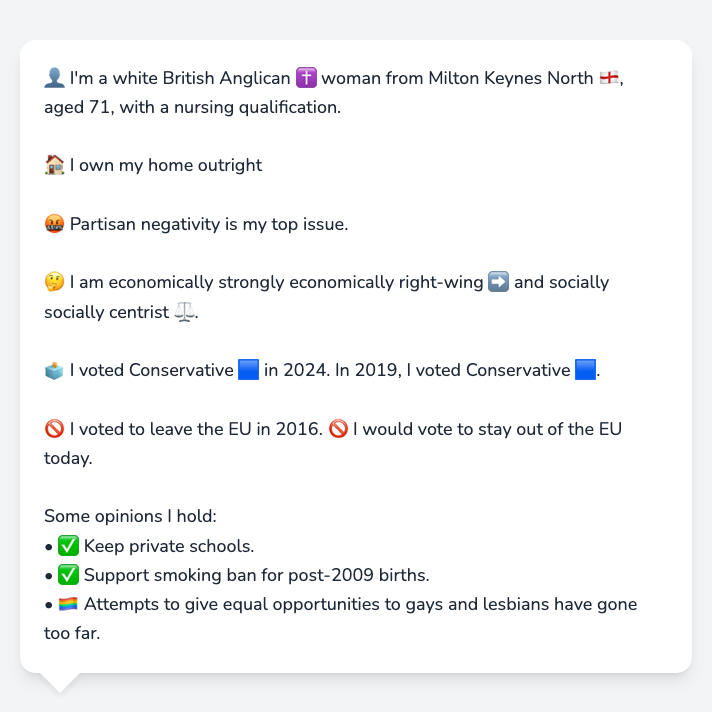 👤 I'm a white British Anglican ✝️ woman from Milton Keynes North 🏴󠁧󠁢󠁥󠁮󠁧󠁿,
aged 71, with a nursing qualification.
🏠 I own my home outright
🤬 Partisan negativity is my top issue.
🤔 I am economically strongly economically right-wing ➡️ and socially
socially centrist ⚖️.
🗳️ I voted Conservative 🟦 in 2024. In 2019, I voted Conservative 🟦.
🚫 I voted to leave the EU in 2016. 🚫 I would vote to stay out of the EU
today.
Some opinions I hold:
• ✅ Keep private schools.
• ✅ Support smoking ban for post-2009 births.
• 🏳️‍🌈 Attempts to give equal opportunities to gays and lesbians have gone
too far.